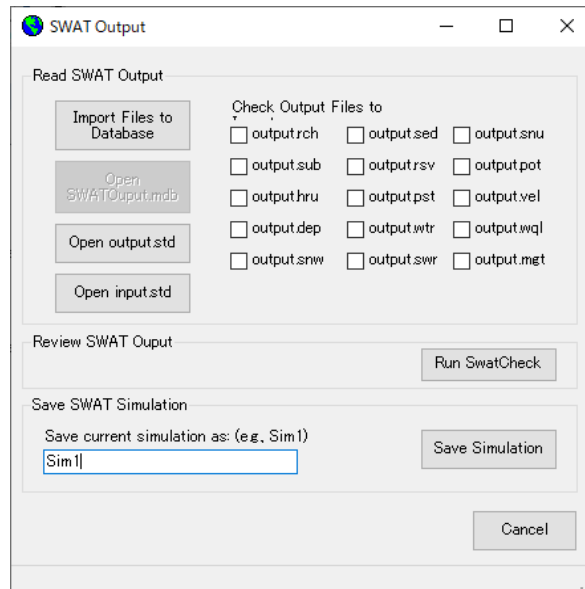 SWAT Output
Read SWAT Output
Import Files to
Database
Open
SWATOuput.mdb
Open output.std
Open input.std
Check Output Files to
output.rch output.sed output.snu
output.sub output.rsv output.pot
output.hru output.pst output.vel
output.dep output.wtr output.wql
output.snw output.swr output.mgt
Review SWAT Ouput
Run SwatCheck
Save SWAT Simulation
Save current simulation as: (e.g., Sim1)
Sim1
Save Simulation
Cancel